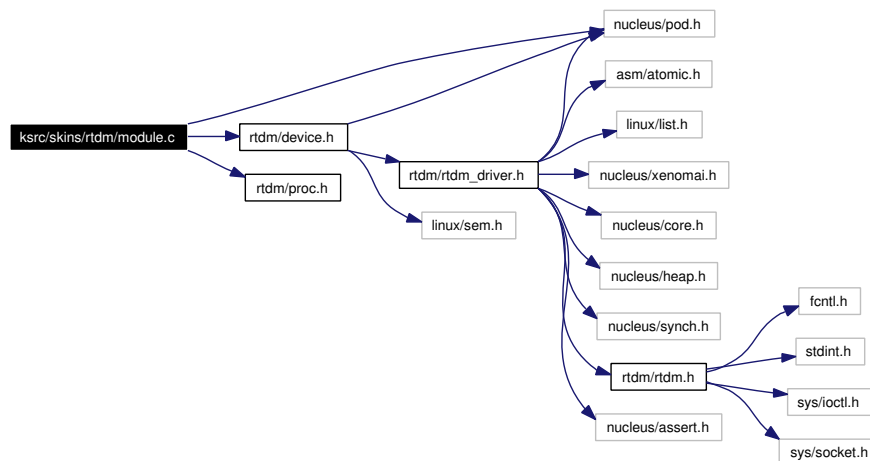 nucleus/pod.h
asm/atomic.h
linux/list.h
ksrc/skins/rtdm/module.c
rtdm/device.h
rtdm/rtdm_driver.h
nucleus/xenomai.h
rtdm/proc.h
linux/sem.h
nucleus/core.h
nucleus/heap.h
fcntl.h
nucleus/synch.h
stdint.h
rtdm/rtdm.h
sys/ioctl.h
nucleus/assert.h
sys/socket.h